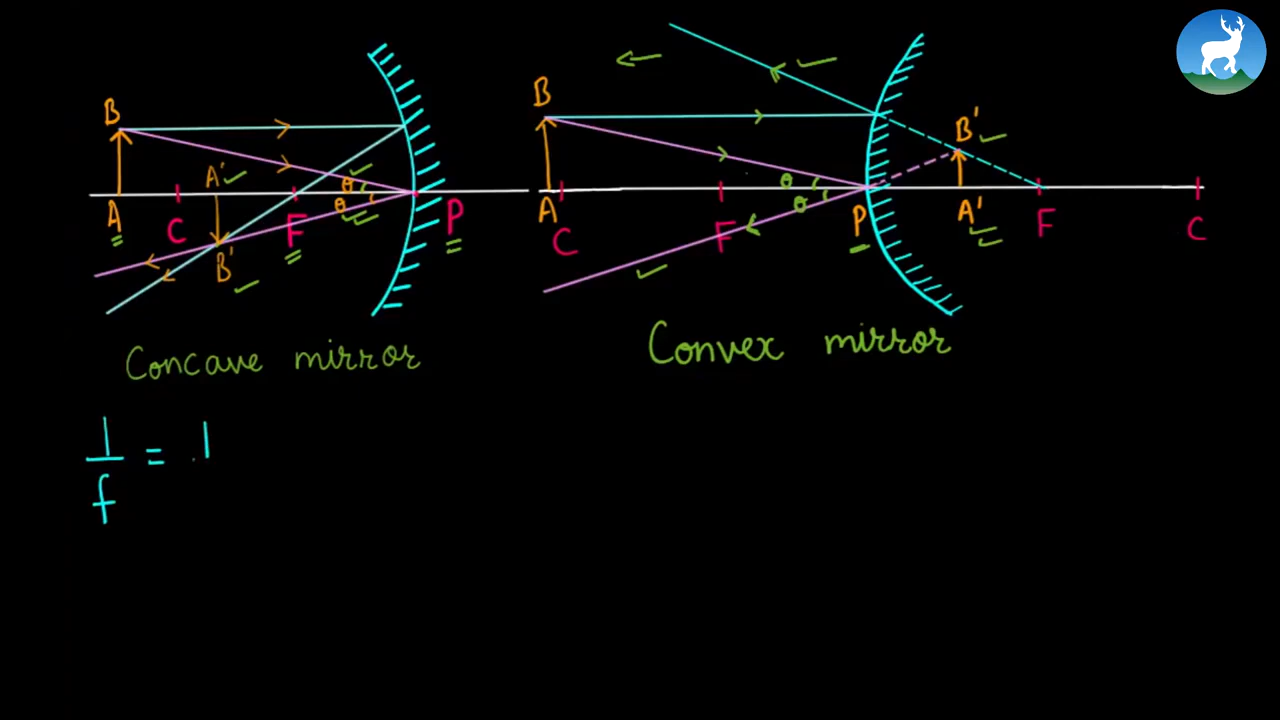 B
A
C
A'
B'
F
θ
θ
P
Concave mirror
B
A
C
F
θ
θ
P
B'
A'
F
C
Convex mirror
1/f = 1